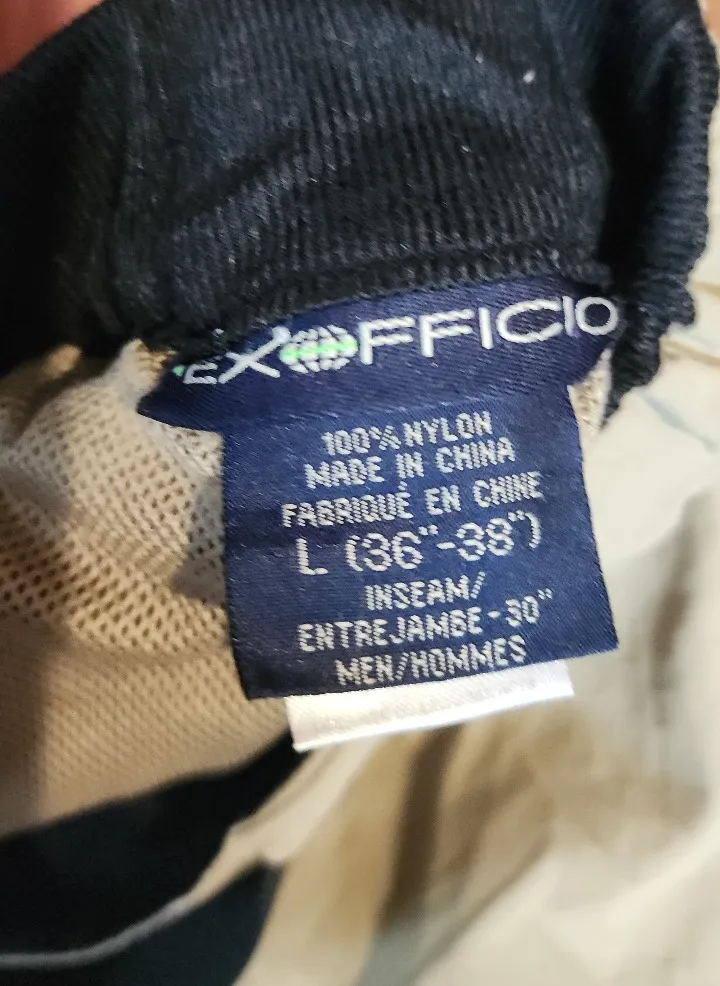 EXOFFICIO
100% NYLON
MADE IN CHINA
FABRIQUÉ EN CHINE
L (36"-38")
INSEAM/
ENTREJAMBE-30"
MEN/HOMMES